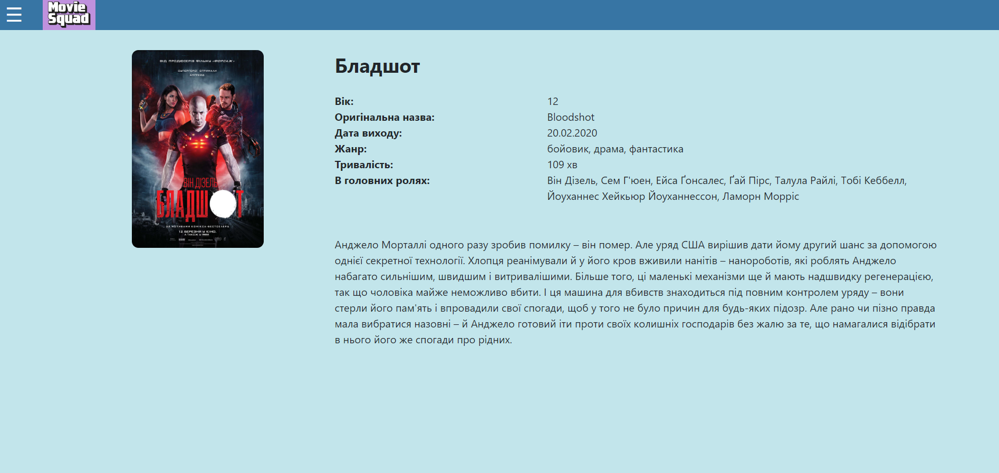 ☰
Movie
Squad
ВІД ПРОДЮСЕРІВ ФІЛЬМУ «ФОРСАЖ»
СУПЕРГЕРОЇ ОТРИМАЛИ
АПГРЕЙД
ВІН ДІЗЕЛЬ
БЛАДШОТ
ЗА МОТИВАМИ КОМІКСА-БЕСТСЕЛЕРА
12 БЕРЕЗНЯ У КІНО.
А ТАКОЖ У IMAX
Бладшот
Вік: 12
Оригінальна назва: Bloodshot
Дата виходу: 20.02.2020
Жанр: бойовик, драма, фантастика
Тривалість: 109 хв
В головних ролях: Він Дізель, Сем Г'юен, Ейса Ґонсалес, Ґай Пірс, Талула Райлі, Тобі Кеббелл,
Йоуханнес Хейкьюр Йоуханнессон, Ламорн Морріс
Анджело Морталлі одного разу зробив помилку – він помер. Але уряд США вирішив дати йому другий шанс за допомогою
однієї секретної технології. Хлопця реанімували й у його кров вживили нанітів – нанороботів, які роблять Анджело
набагато сильнішим, швидшим і витривалішими. Більше того, ці маленькі механізми ще й мають надшвидку регенерацією,
так що чоловіка майже неможливо вбити. І ця машина для вбивств знаходиться під повним контролем уряду – вони
стерли його пам'ять і впровадили свої спогади, щоб у того не було причин для будь-яких підозр. Але рано чи пізно правда
мала вибратися назовні – й Анджело готовий іти проти своїх колишніх господарів без жалю за те, що намагалися відібрати
в нього його же спогади про рідних.